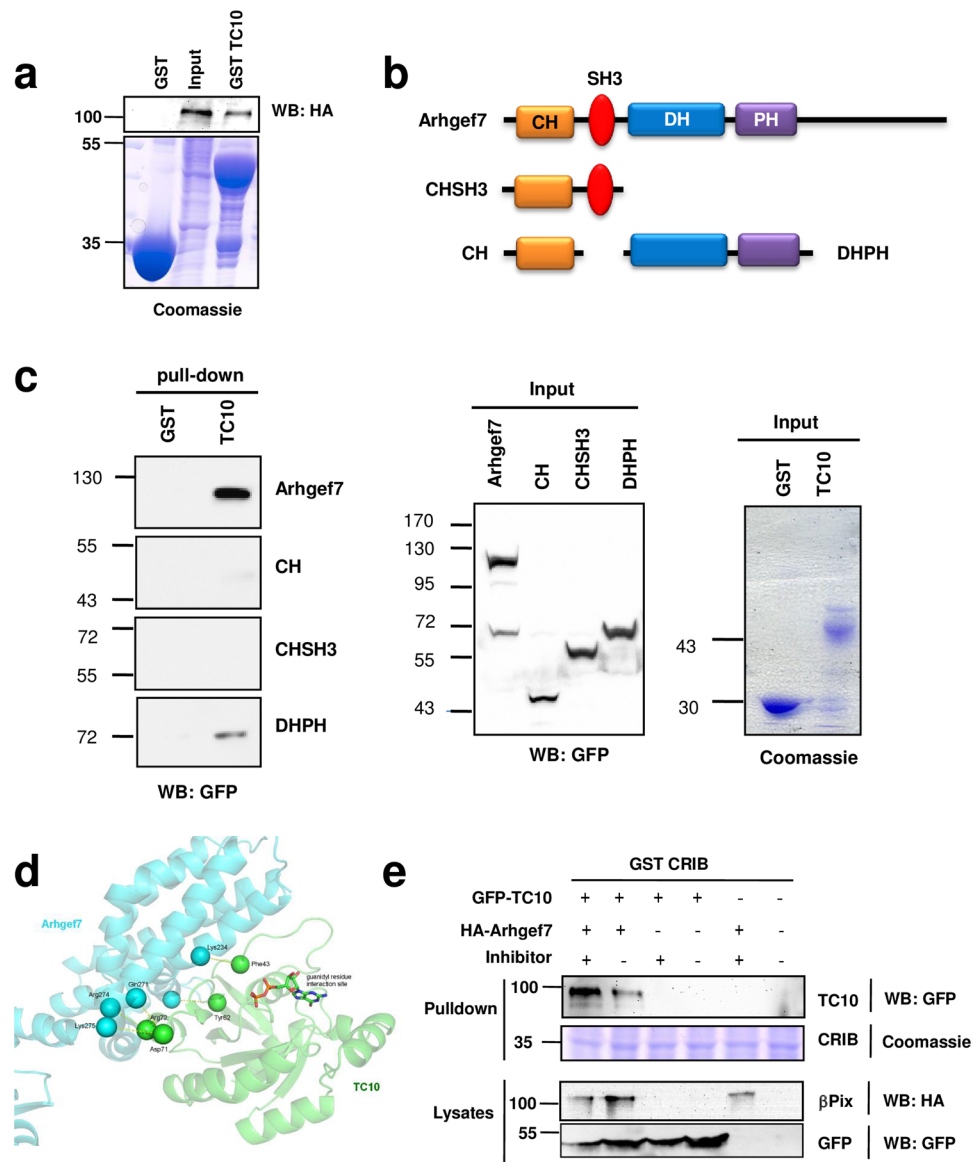 a
GST
Input
GST TC10
WB: HA
100
55
35
Coomassie
b
SH3
Arhgef7
CH
DH
PH
CHSH3
CH
DHPH
c
pull-down
GST
TC10
130
Arhgef7
55
CH
43
72
CHSH3
55
DHPH
72
WB: GFP
Input
Arhgef7
CH
CHSH3
DHPH
170
130
95
72
55
43
WB: GFP
Input
GST
TC10
43
30
Coomassie
d
Arhgef7
Lys234
Phe43
guanidyl residue
interaction site
Arg274
Gln271
Lys275
Arg72
Tyr62
Asp71
TC10
e
GST CRIB
GFP-TC10 + + + + - -
HA-Arhgef7 + + - - + -
Inhibitor + - + - + -
Pulldown
100
TC10 WB: GFP
35
CRIB Coomassie
Lysates
100
βPix WB: HA
55
GFP WB: GFP